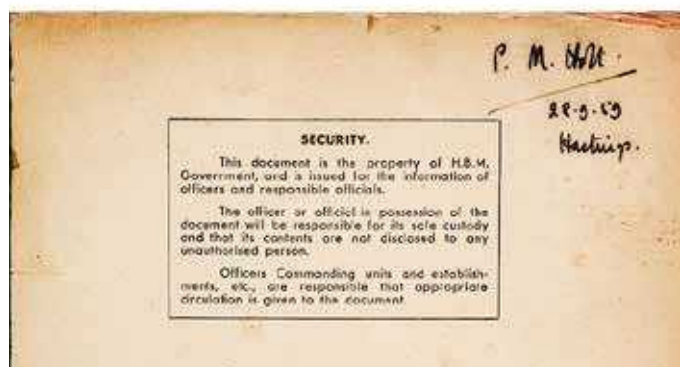 P. M. Holt.
28-9-59
Hastings.
SECURITY.
This document is the property of H.B.M.
Government, and is issued for the information of
officers and responsible officials.
The officer or official in possession of the
document will be responsible for its safe custody
and that its contents are not disclosed to any
unauthorised person.
Officers Commanding units and establish-
ments, etc., are responsible that appropriate
circulation is given to the document.